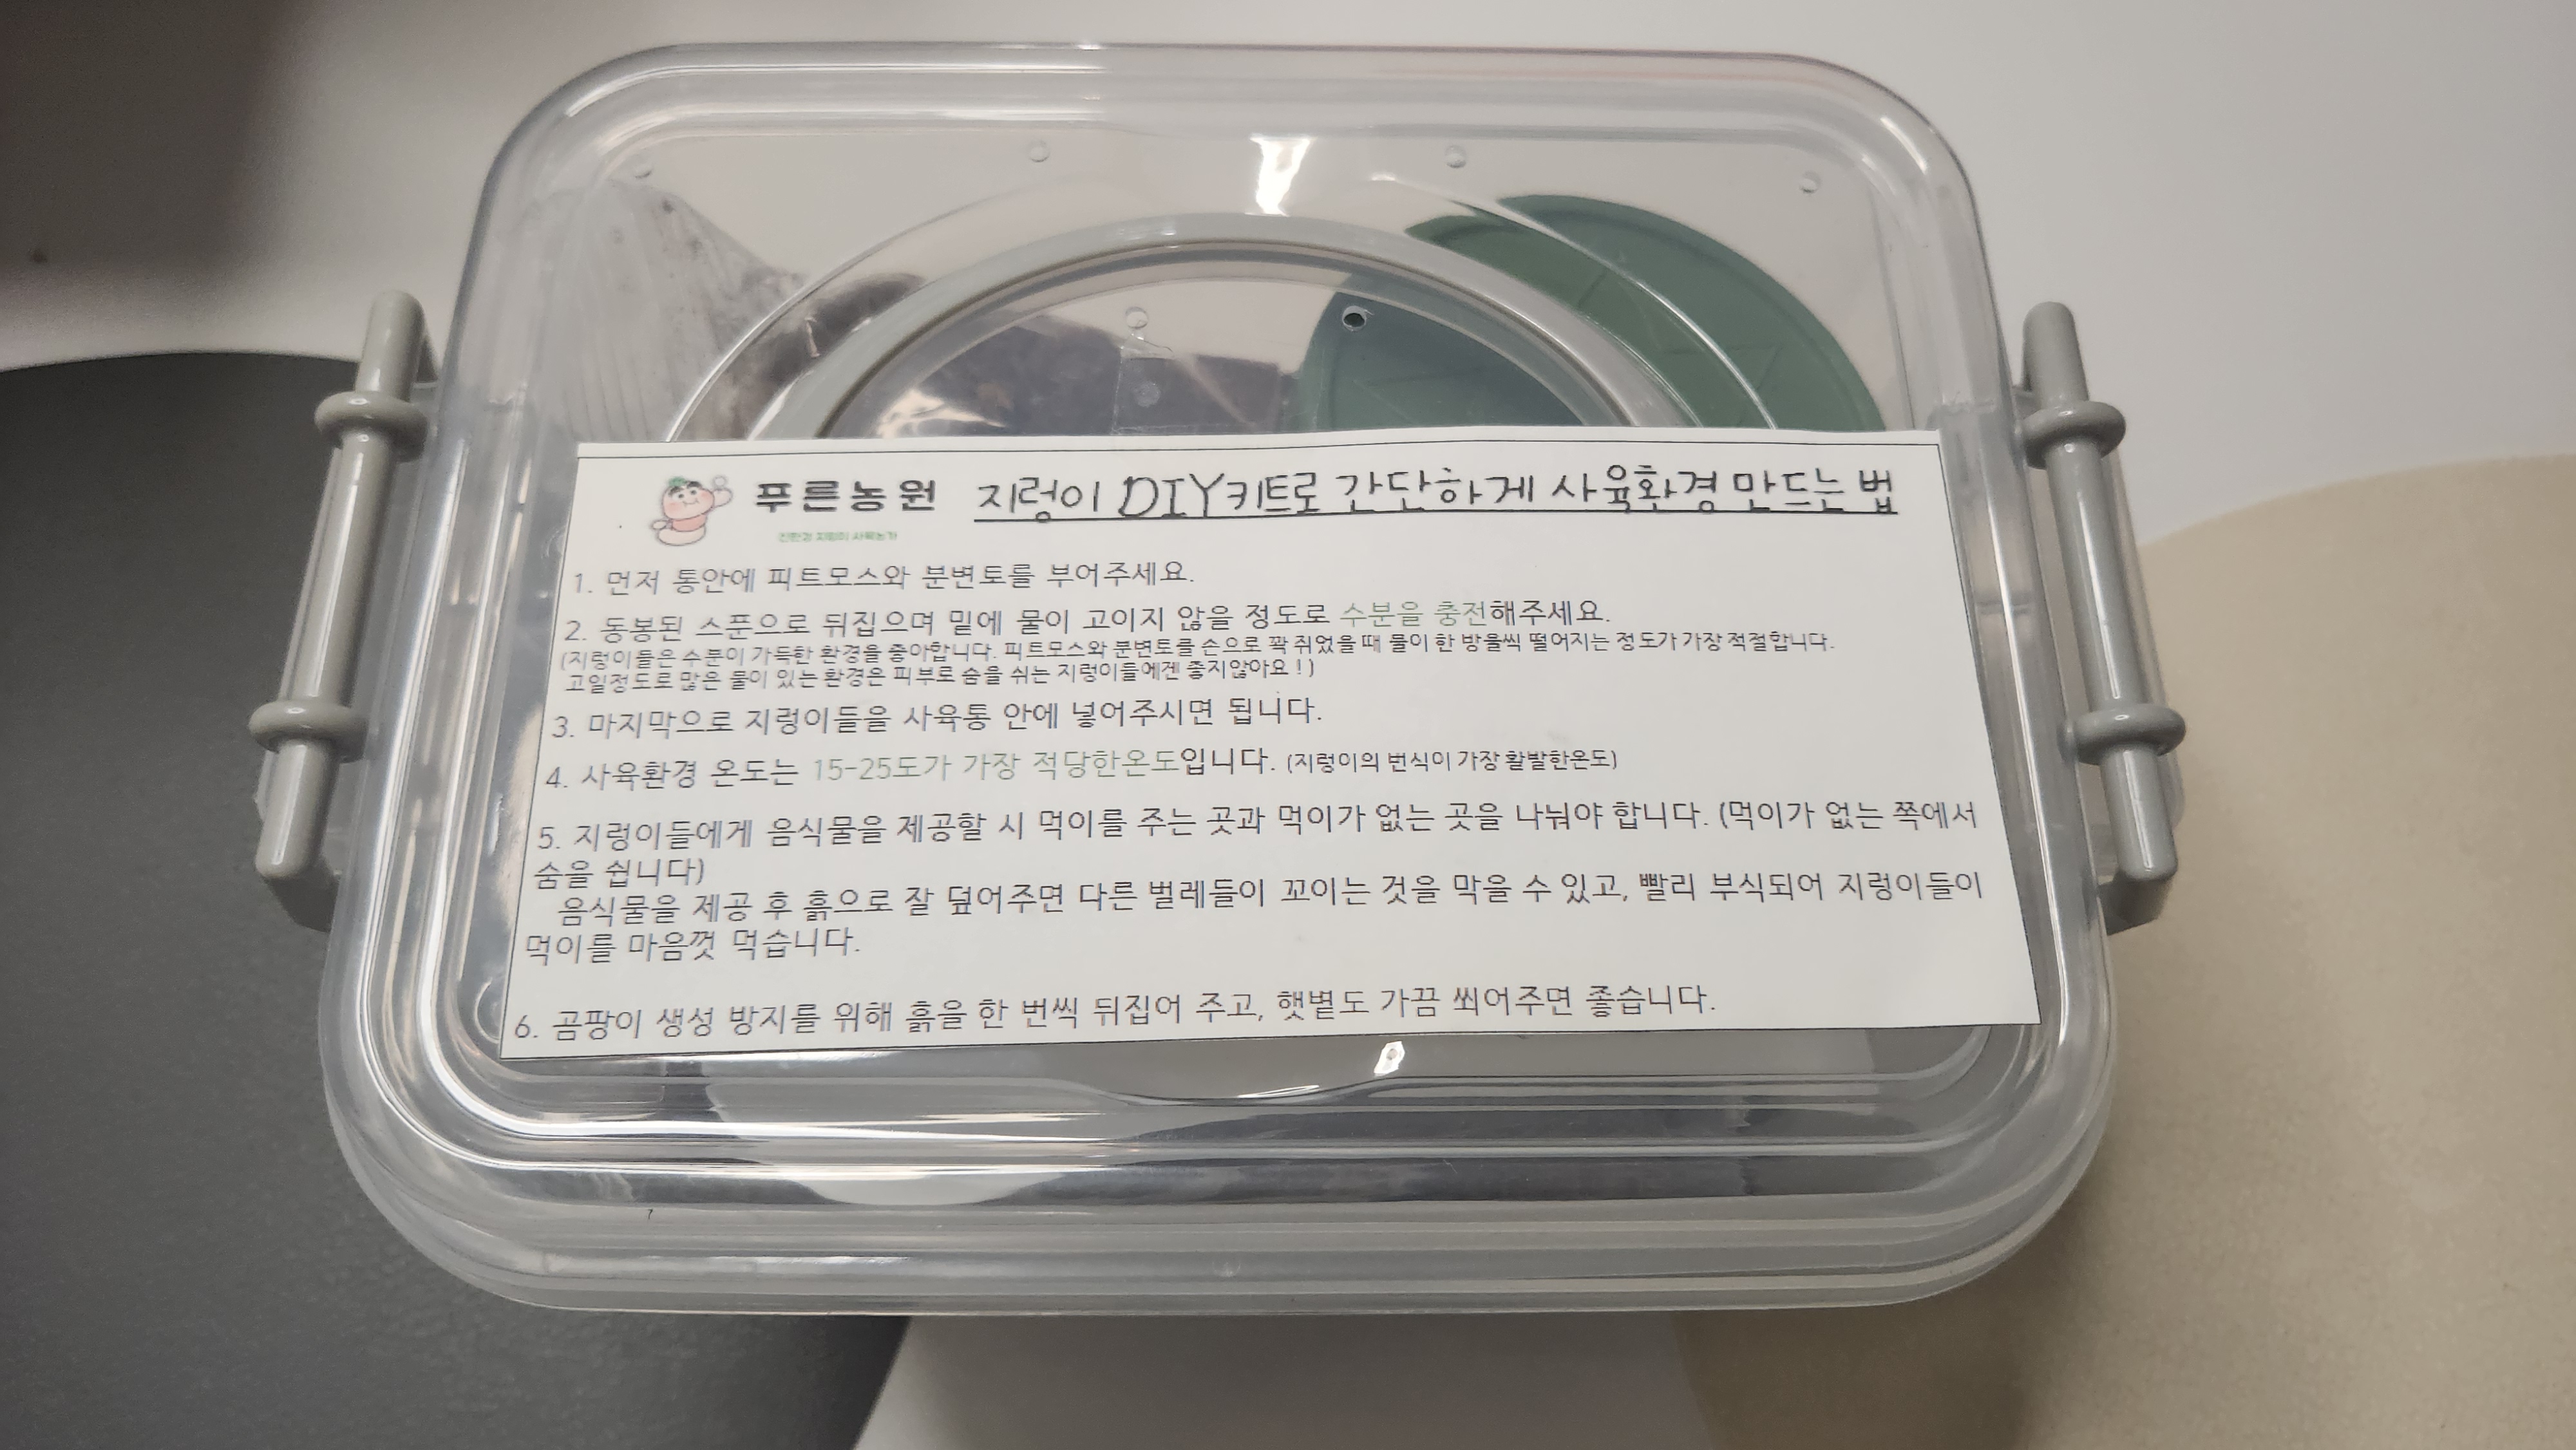 푸른농원 지렁이 DIY키트로 간단하게 사육환경 만드는 법
친환경 지렁이 사육농가
1. 먼저 통안에 피트모스와 분변토를 부어주세요.
2. 동봉된 스푼으로 뒤집으며 밑에 물이 고이지 않을 정도로 수분을 충전해주세요.
(지렁이들은 수분이 가득한 환경을 좋아합니다. 피트모스와 분변토를 손으로 꽉 쥐었을 때 물이 한 방울씩 떨어지는 정도가 가장 적절합니다.
고일정도로 많은 물이 있는 환경은 피부로 숨을 쉬는 지렁이들에겐 좋지않아요!)
3. 마지막으로 지렁이들을 사육통 안에 넣어주시면 됩니다.
4. 사육환경 온도는 15-25도가 가장 적당한온도입니다. (지렁이의 번식이 가장 활발한온도)
5. 지렁이들에게 음식물을 제공할 시 먹이를 주는 곳과 먹이가 없는 곳을 나눠야 합니다. (먹이가 없는 쪽에서
숨을 쉽니다)
음식물을 제공 후 흙으로 잘 덮어주면 다른 벌레들이 꼬이는 것을 막을 수 있고, 빨리 부식되어 지렁이들이
먹이를 마음껏 먹습니다.
6. 곰팡이 생성 방지를 위해 흙을 한 번씩 뒤집어 주고, 햇볕도 가끔 쐬어주면 좋습니다.